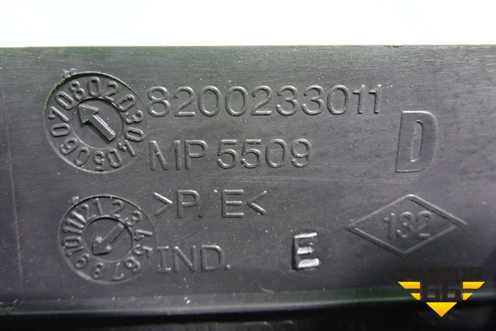 8200233011
MP 5509
D
>P/E<
IND. E
132